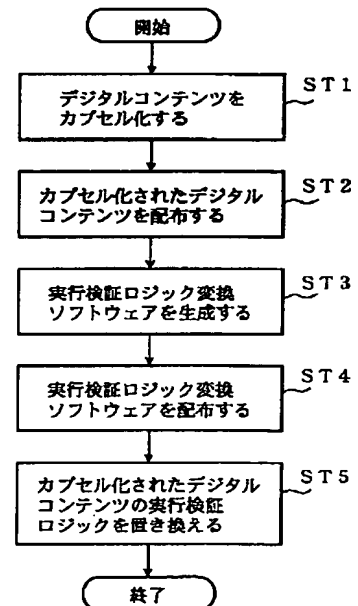 開始
デジタルコンテンツを
カプセル化する
ST1
カプセル化されたデジタル
コンテンツを配布する
ST2
実行検証ロジック変換
ソフトウェアを生成する
ST3
実行検証ロジック変換
ソフトウェアを配布する
ST4
カプセル化されたデジタル
コンテンツの実行検証
ロジックを置き換える
ST5
終了